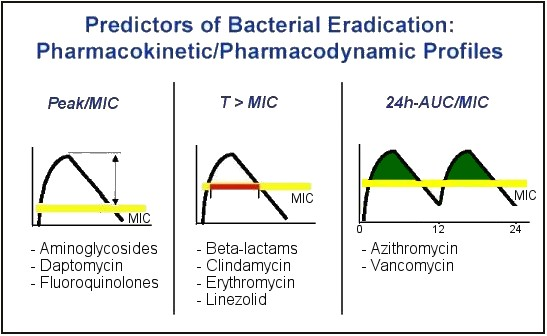 Predictors of Bacterial Eradication:
Pharmacokinetic/Pharmacodynamic Profiles
Peak/MIC
MIC
- Aminoglycosides
- Daptomycin
- Fluoroquinolones
T > MIC
MIC
- Beta-lactams
- Clindamycin
- Erythromycin
- Linezolid
24h-AUC/MIC
MIC
0 12 24
- Azithromycin
- Vancomycin